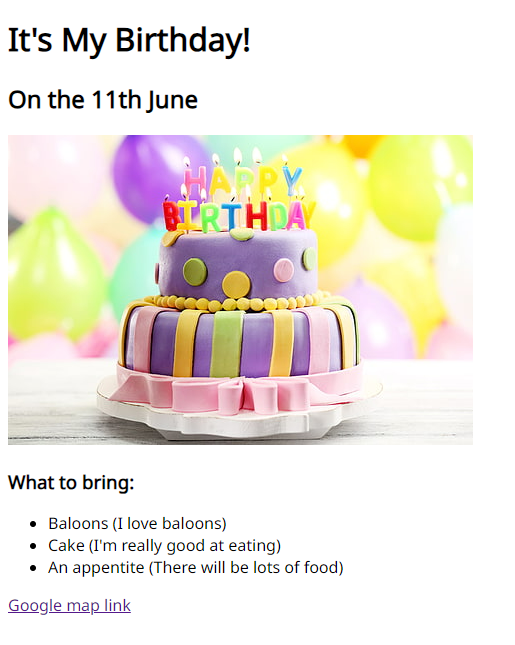 It's My Birthday!
On the 11th June
HAPPY
BIRTHDAY
What to bring:
Baloons (I love baloons)
Cake (I'm really good at eating)
An appentite (There will be lots of food)
Google map link